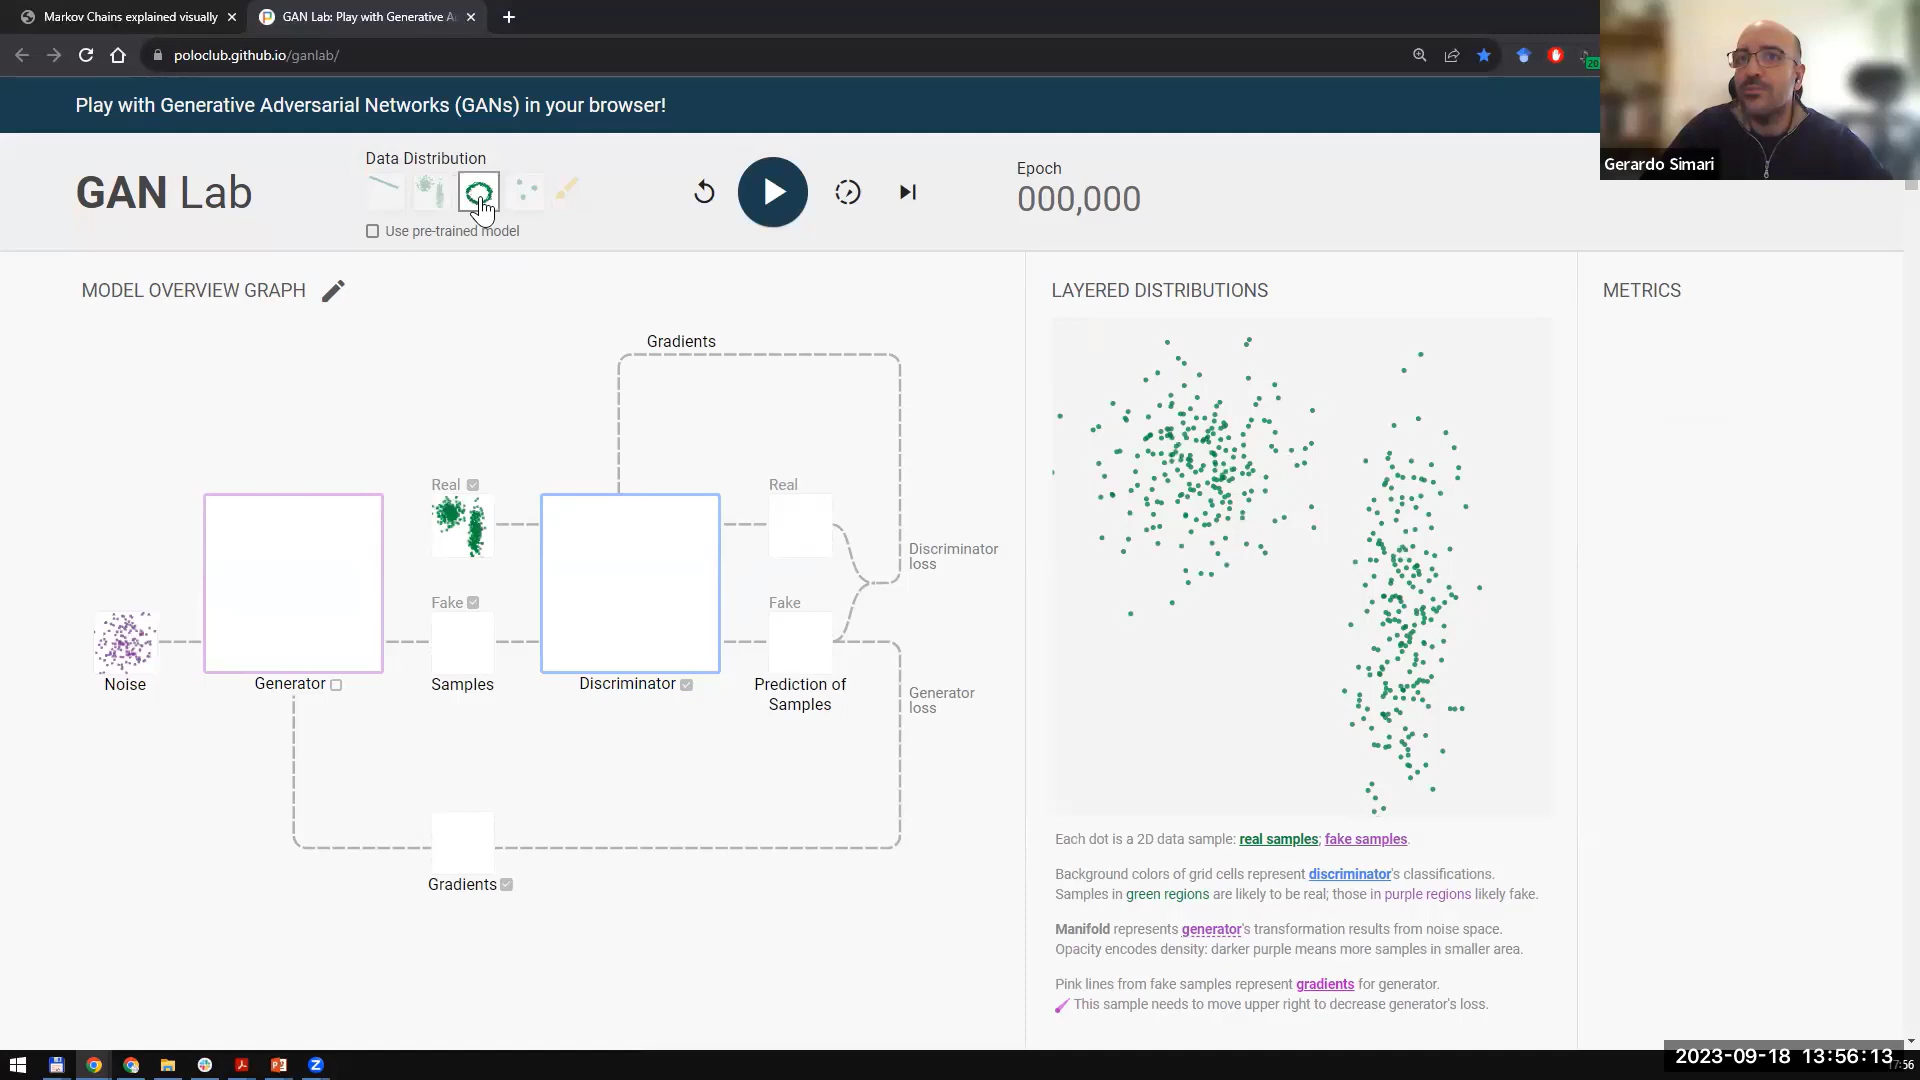 Markov Chains explained visually
GAN Lab: Play with Generative A
poloclub.github.io/ganlab/
20
Play with Generative Adversarial Networks (GANs) in your browser!
Gerardo Simari
GAN Lab
Data Distribution
Use pre-trained model
Epoch
000,000
MODEL OVERVIEW GRAPH
LAYERED DISTRIBUTIONS
METRICS
Gradients
Real
Real
Discriminator
loss
Fake
Fake
Noise
Generator
Samples
Discriminator
Prediction of
Samples
Generator
loss
Gradients
Each dot is a 2D data sample: real samples; fake samples.
Background colors of grid cells represent discriminator's classifications.
Samples in green regions are likely to be real; those in purple regions likely fake.
Manifold represents generator's transformation results from noise space.
Opacity encodes density: darker purple means more samples in smaller area.
Pink lines from fake samples represent gradients for generator.
This sample needs to move upper right to decrease generator's loss.
2023-09-18 13:56:13